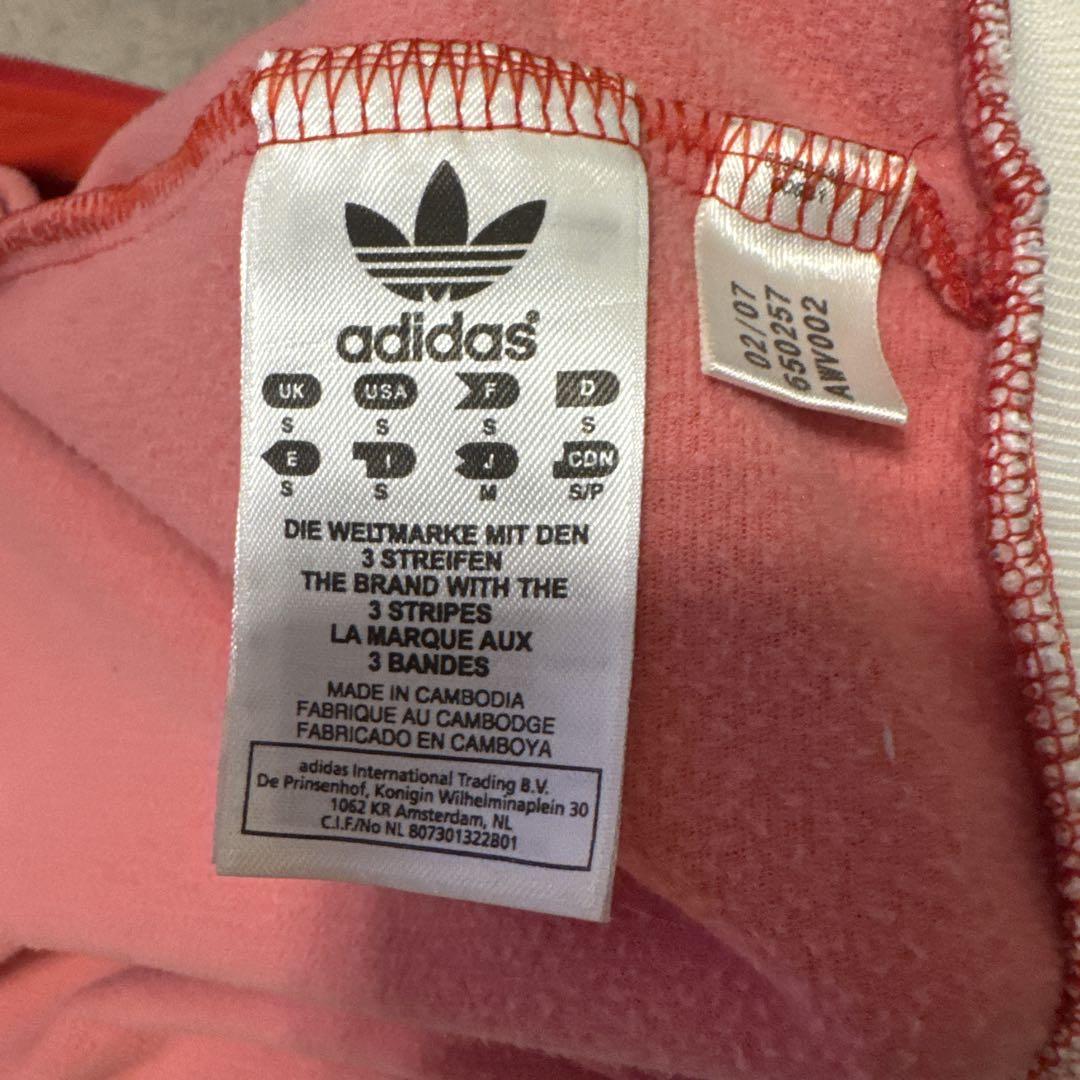 adidas®
UK USA F D
S S S S
E I J CDN
S S M S/P
DIE WELTMARKE MIT DEN
3 STREIFEN
THE BRAND WITH THE
3 STRIPES
LA MARQUE AUX
3 BANDES
MADE IN CAMBODIA
FABRIQUE AU CAMBODGE
FABRICADO EN CAMBOYA
adidas International Trading B.V.
De Prinsenhof, Konigin Wilhelminaplein 30
1062 KR Amsterdam, NL
C.I.F./No NL 807301322B01
02/07
650257
AWV002